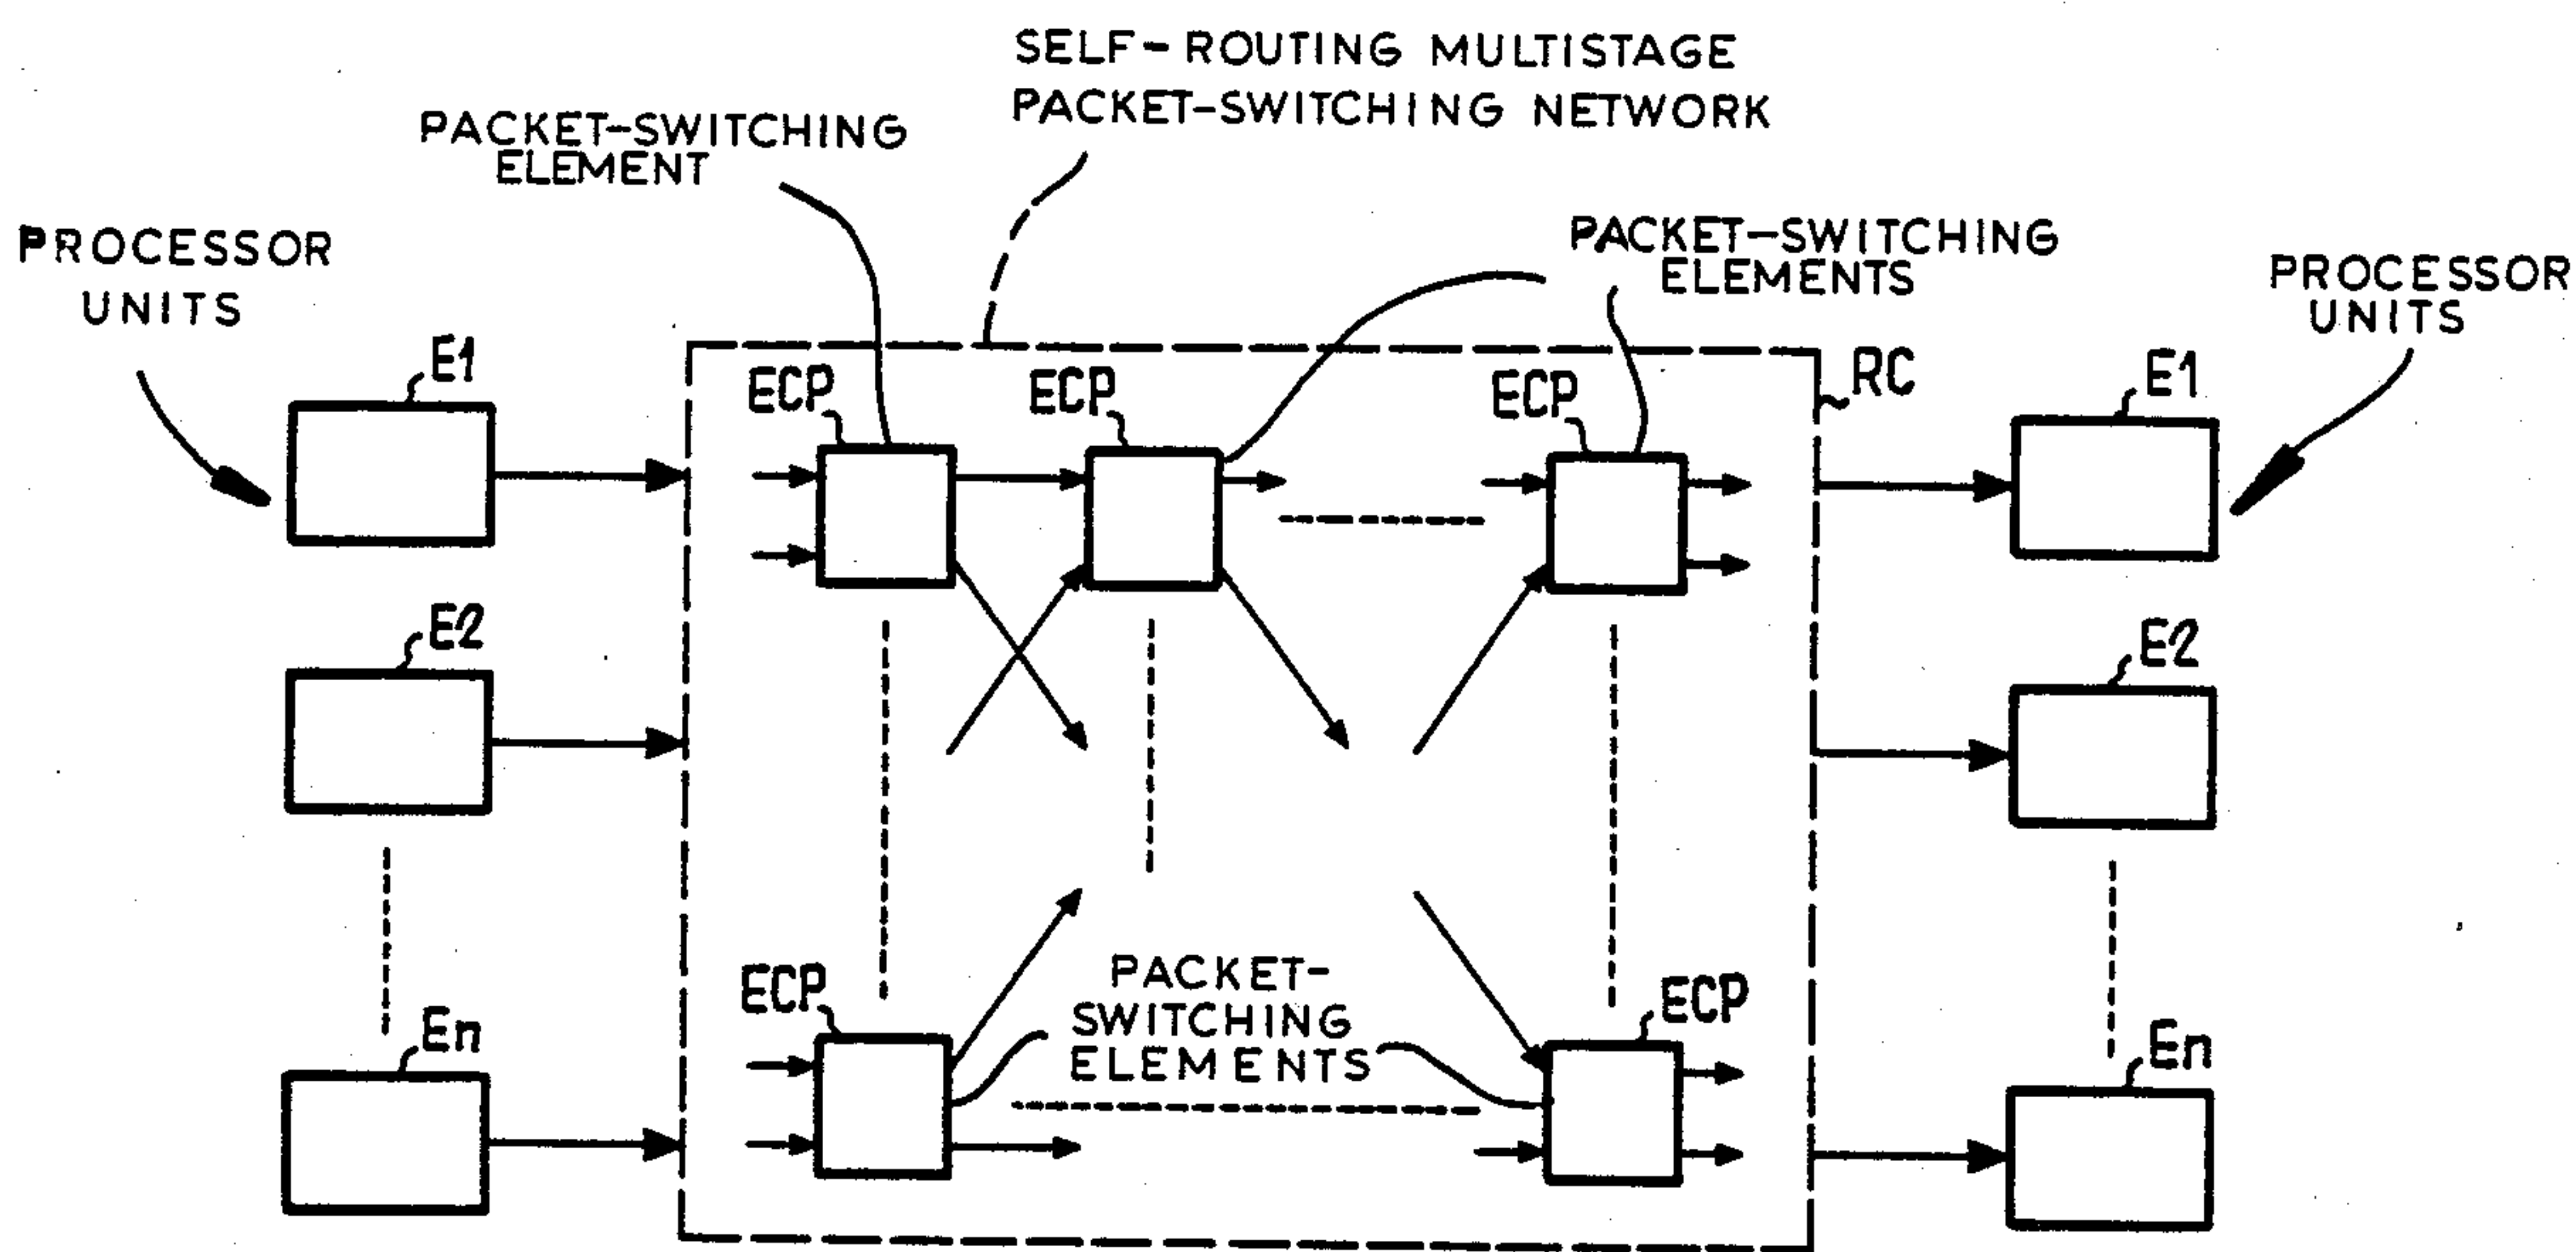 SELF-ROUTING MULTISTAGE
PACKET-SWITCHING NETWORK
PACKET-SWITCHING
ELEMENT
PACKET-SWITCHING
ELEMENTS
PROCESSOR
UNITS
PROCESSOR
UNITS
E1
ECP
ECP
ECP
RC
E1
E2
E2
ECP
PACKET-
SWITCHING
ELEMENTS
ECP
En
En